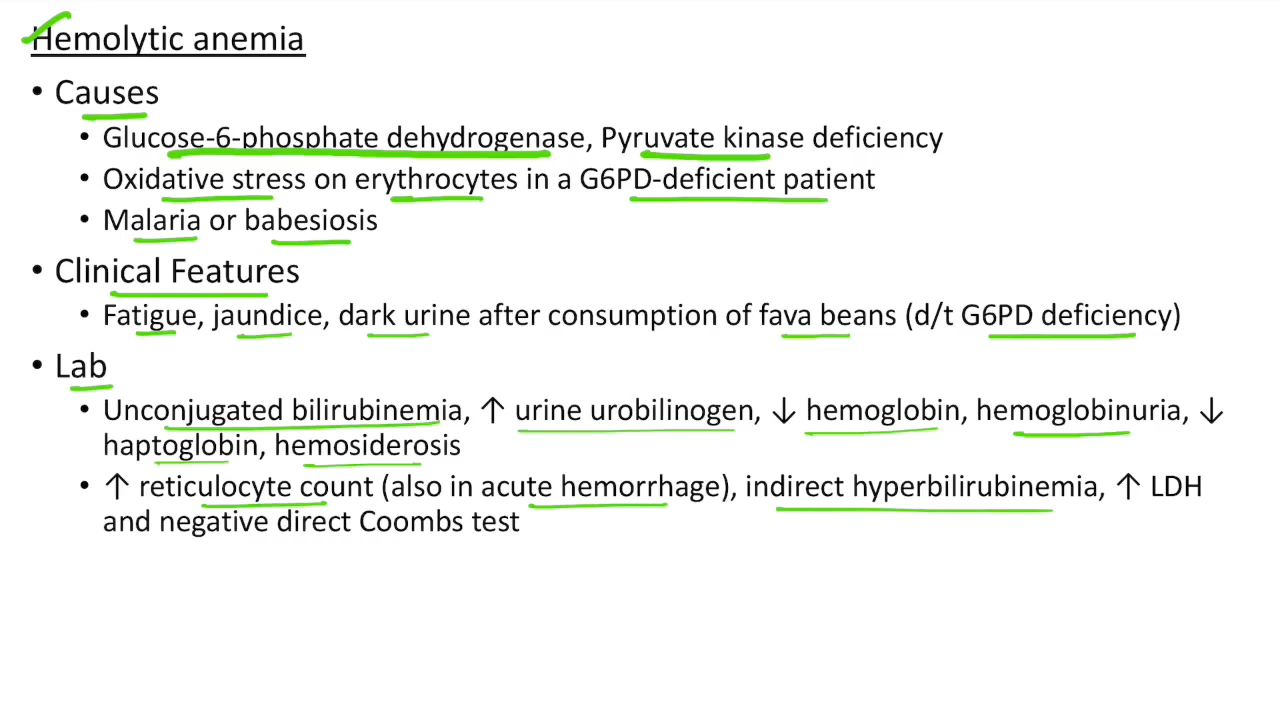 Hemolytic anemia
• Causes
• Glucose-6-phosphate dehydrogenase, Pyruvate kinase deficiency
• Oxidative stress on erythrocytes in a G6PD-deficient patient
• Malaria or babesiosis
• Clinical Features
• Fatigue, jaundice, dark urine after consumption of fava beans (d/t G6PD deficiency)
• Lab
• Unconjugated bilirubinemia, ↑ urine urobilinogen, ↓ hemoglobin, hemoglobinuria, ↓
haptoglobin, hemosiderosis
• ↑ reticulocyte count (also in acute hemorrhage), indirect hyperbilirubinemia, ↑ LDH
and negative direct Coombs test